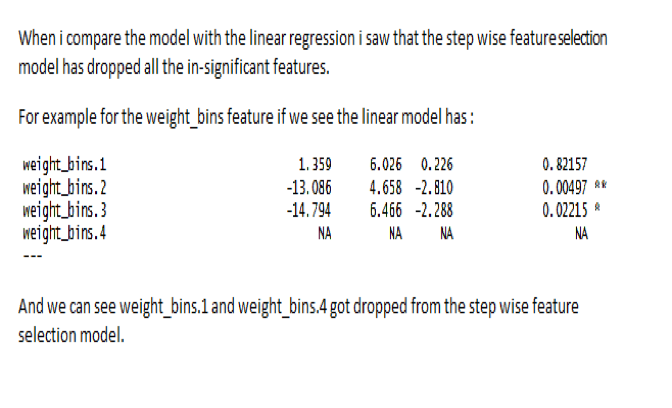 When i compare the model with the linear regression i saw that the step wise feature selection
model has dropped all the in-significant features.
For example for the weight_bins feature if we see the linear model has :
weight_bins.1 1.359 6.026 0.226 0.82157
weight_bins.2 -13.086 4.658 -2.810 0.00497 **
weight_bins.3 -14.794 6.466 -2.288 0.02215 *
weight_bins.4 NA NA NA NA
---
And we can see weight_bins.1 and weight_bins.4 got dropped from the step wise feature
selection model.